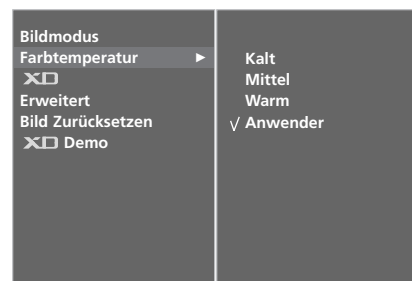 Bildmodus
Farbtemperatur ►
XD
Erweitert
Bild Zurücksetzen
XD Demo
Kalt
Mittel
Warm
√ Anwender